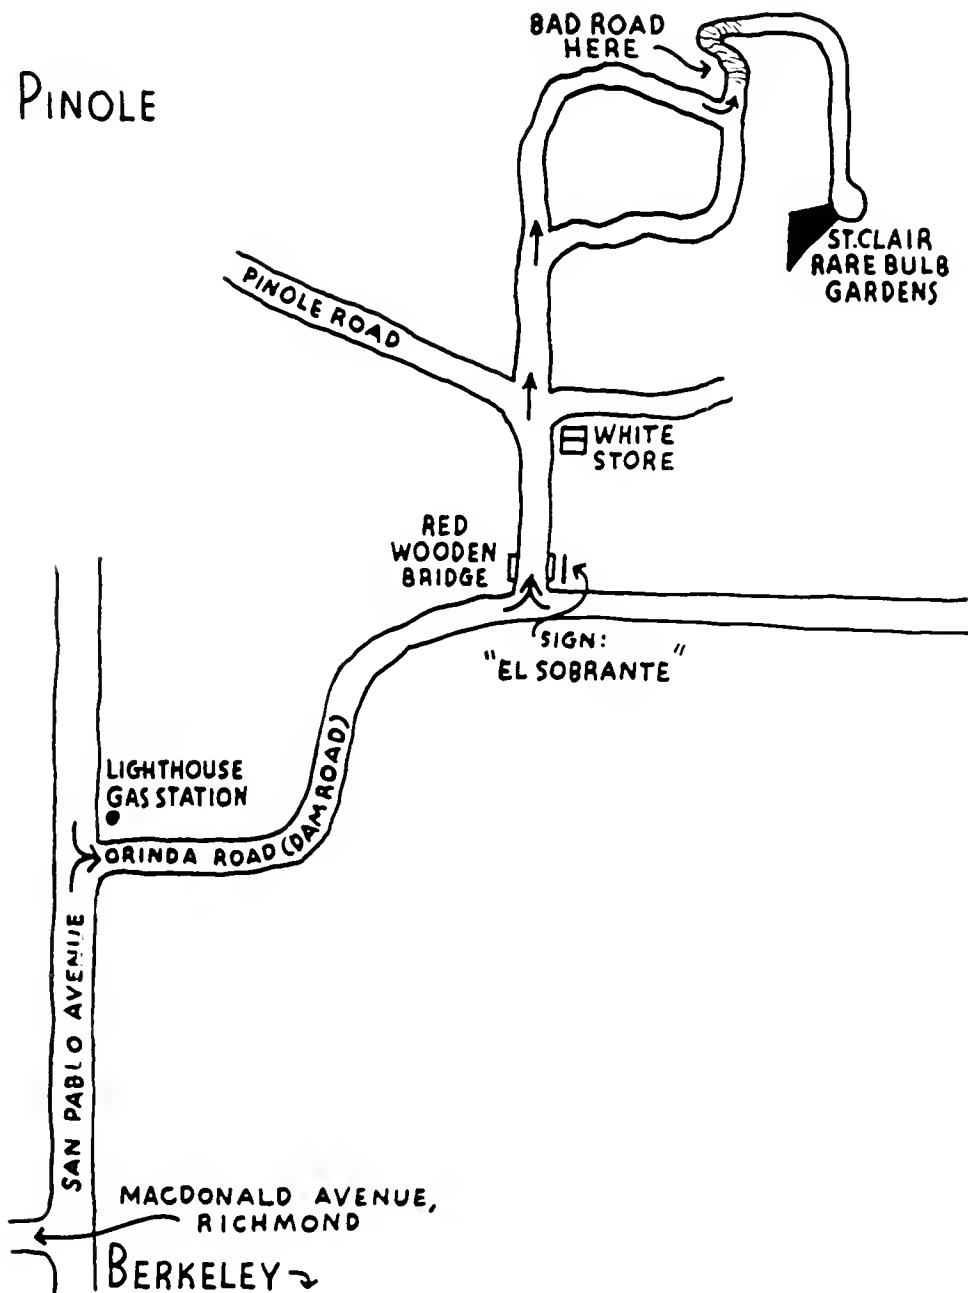 BAD ROAD
HERE
PINOLE
ST. CLAIR
RARE BULB
GARDENS
PINOLE ROAD
WHITE
STORE
RED
WOODEN
BRIDGE
SIGN:
"EL SOBRANTE"
LIGHTHOUSE
GAS STATION
ORINDA ROAD (DAM ROAD)
SAN PABLO AVENUE
MACDONALD AVENUE,
RICHMOND
BERKELEY